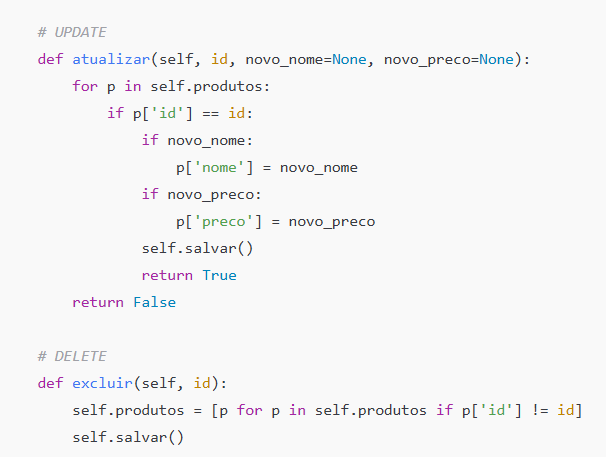 # UPDATE
def atualizar(self, id, novo_nome=None, novo_preco=None):
    for p in self.produtos:
        if p['id'] == id:
            if novo_nome:
                p['nome'] = novo_nome
            if novo_preco:
                p['preco'] = novo_preco
            self.salvar()
            return True
    return False

# DELETE
def excluir(self, id):
    self.produtos = [p for p in self.produtos if p['id'] != id]
    self.salvar()